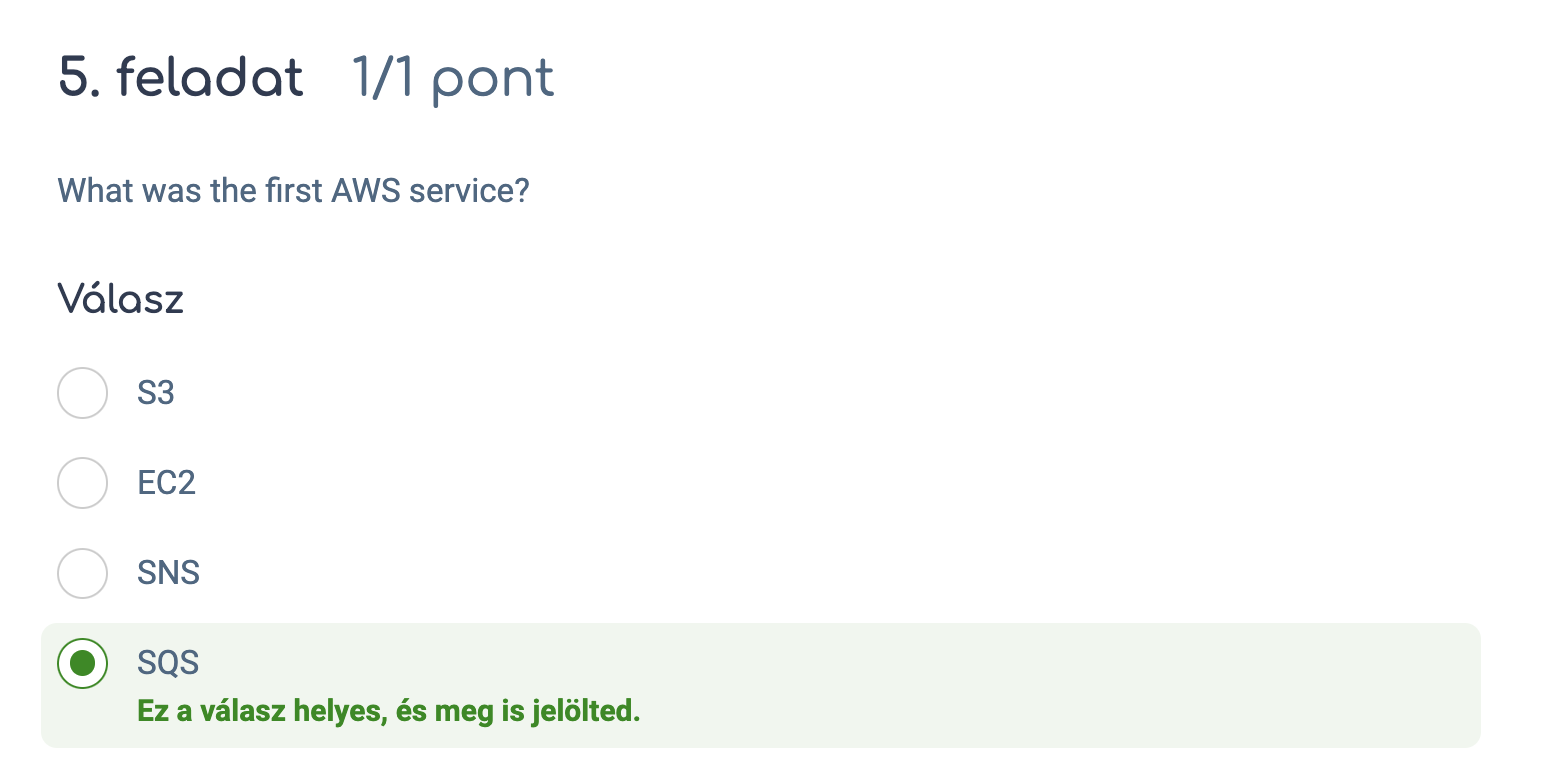 5. feladat 1/1 pont
What was the first AWS service?
Válasz
S3
EC2
SNS
SQS
Ez a válasz helyes, és meg is jelölted.